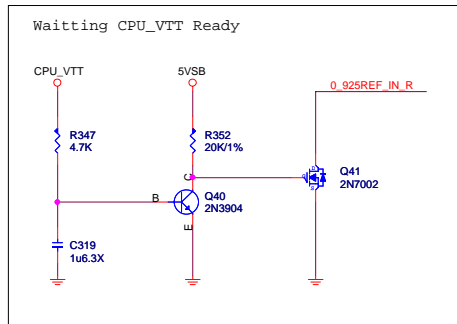 Waitting CPU_VTT Ready
CPU_VTT
5VSB
0_925REF_IN_R
R347
4.7K
R352
20K/1%
C
B
Q40
2N3904
E
Q41
2N7002
C319
1u6.3X